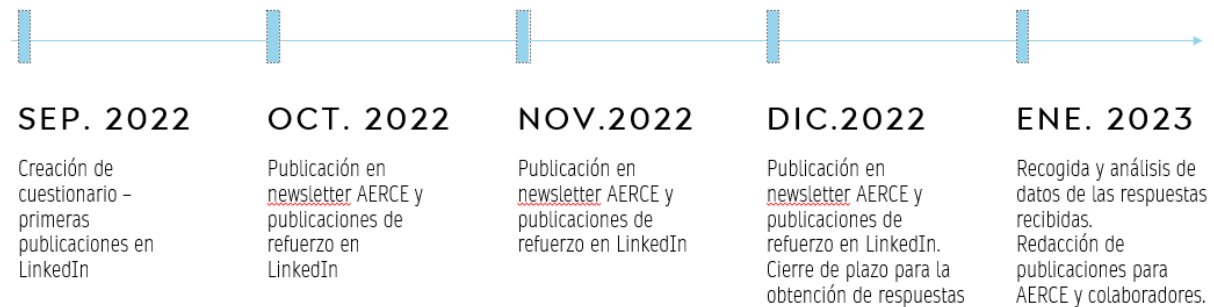 SEP. 2022
Creación de
cuestionario –
primeras
publicaciones en
LinkedIn
OCT. 2022
Publicación en
newsletter AERCE y
publicaciones de
refuerzo en
LinkedIn
NOV.2022
Publicación en
newsletter AERCE y
publicaciones de
refuerzo en LinkedIn
DIC.2022
Publicación en
newsletter AERCE y
publicaciones de
refuerzo en LinkedIn.
Cierre de plazo para la
obtención de respuestas
ENE. 2023
Recogida y análisis de
datos de las respuestas
recibidas.
Redacción de
publicaciones para
AERCE y colaboradores.